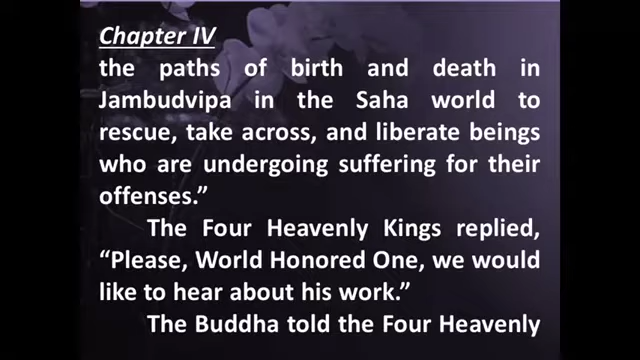 Chapter IV
the paths of birth and death in
Jambudvipa in the Saha world to
rescue, take across, and liberate beings
who are undergoing suffering for their
offenses.”
The Four Heavenly Kings replied,
“Please, World Honored One, we would
like to hear about his work.”
The Buddha told the Four Heavenly